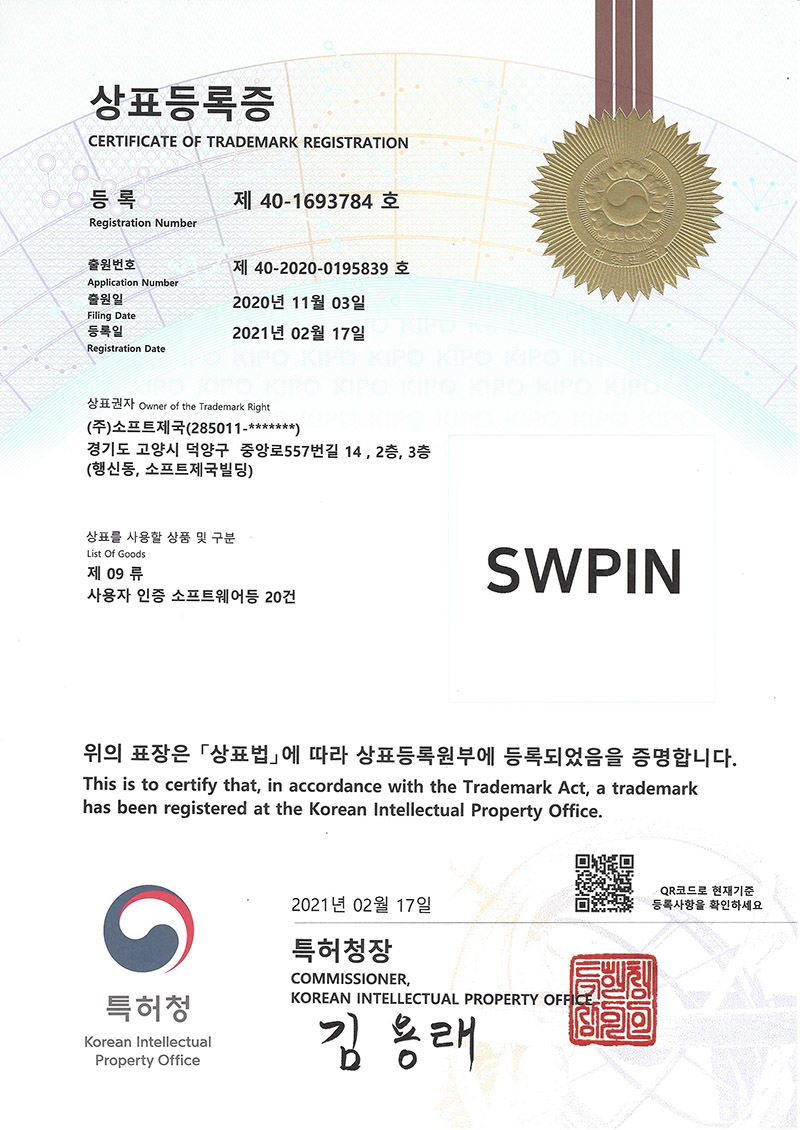 상표등록증
CERTIFICATE OF TRADEMARK REGISTRATION
등 록 제 40-1693784 호
Registration Number
출원번호 제 40-2020-0195839 호
Application Number
출원일 2020년 11월 03일
Filing Date
등록일 2021년 02월 17일
Registration Date
KIPO KIPO KIPO KIPO KIPO
KIPO KIPO KIPO KIPO KIPO KIPO KIPO
대한민국
상표권자 Owner of the Trademark Right
(주)소프트제국(285011-*******)
경기도 고양시 덕양구 중앙로557번길 14 , 2층, 3층
(행신동, 소프트제국빌딩)
상표를 사용할 상품 및 구분
List Of Goods
제 09 류
사용자 인증 소프트웨어등 20건
SWPIN
위의 표장은 「상표법」에 따라 상표등록원부에 등록되었음을 증명합니다.
This is to certify that, in accordance with the Trademark Act, a trademark
has been registered at the Korean Intellectual Property Office.
2021년 02월 17일
QR코드로 현재기준
등록사항을 확인하세요
특허청장
COMMISSIONER,
KOREAN INTELLECTUAL PROPERTY OFFICE
김용래
특허청
Korean Intellectual
Property Office